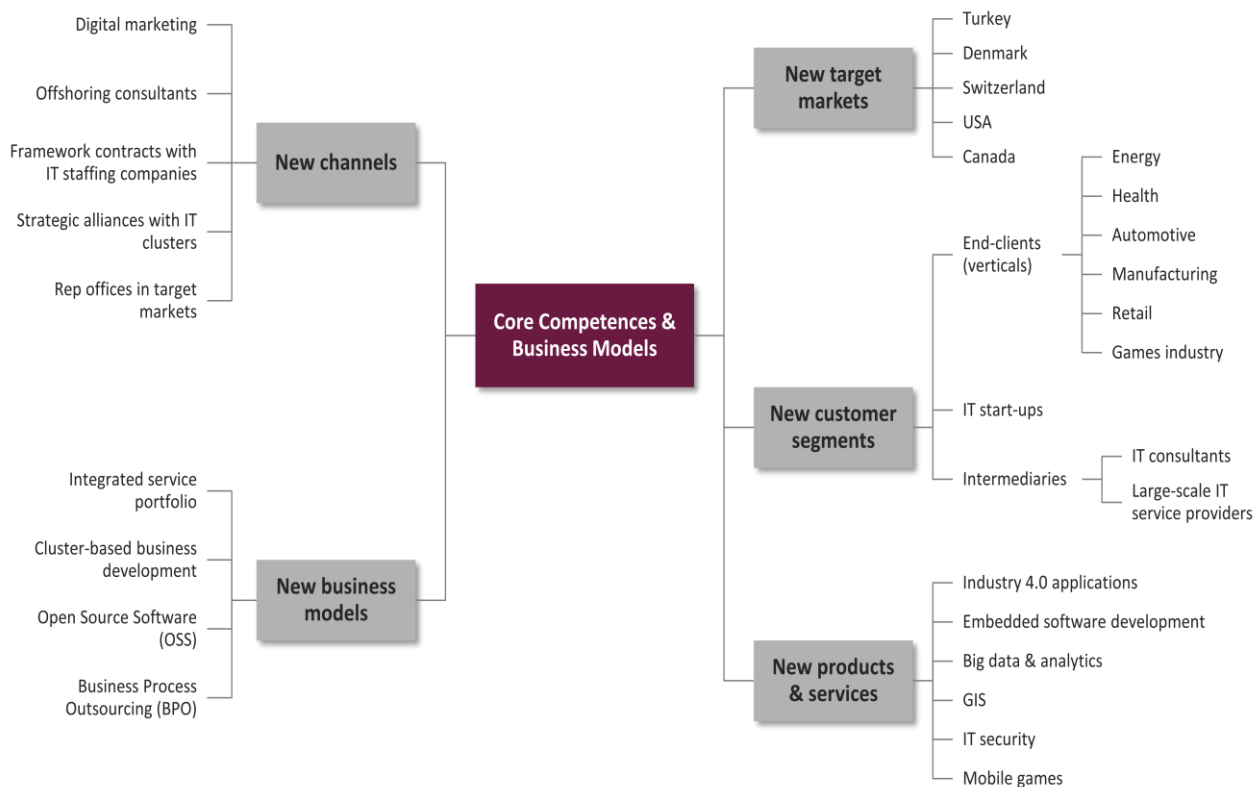 Digital marketing
Offshoring consultants
Framework contracts with
IT staffing companies
Strategic alliances with IT
clusters
Rep offices in target
markets
New channels
Integrated service
portfolio
Cluster-based business
development
Open Source Software
(OSS)
Business Process
Outsourcing (BPO)
New business
models
Core Competences &
Business Models
New target
markets
Turkey
Denmark
Switzerland
USA
Canada
New customer
segments
End-clients
(verticals)
Energy
Health
Automotive
Manufacturing
Retail
Games industry
IT start-ups
Intermediaries
IT consultants
Large-scale IT
service providers
New products
& services
Industry 4.0 applications
Embedded software development
Big data & analytics
GIS
IT security
Mobile games